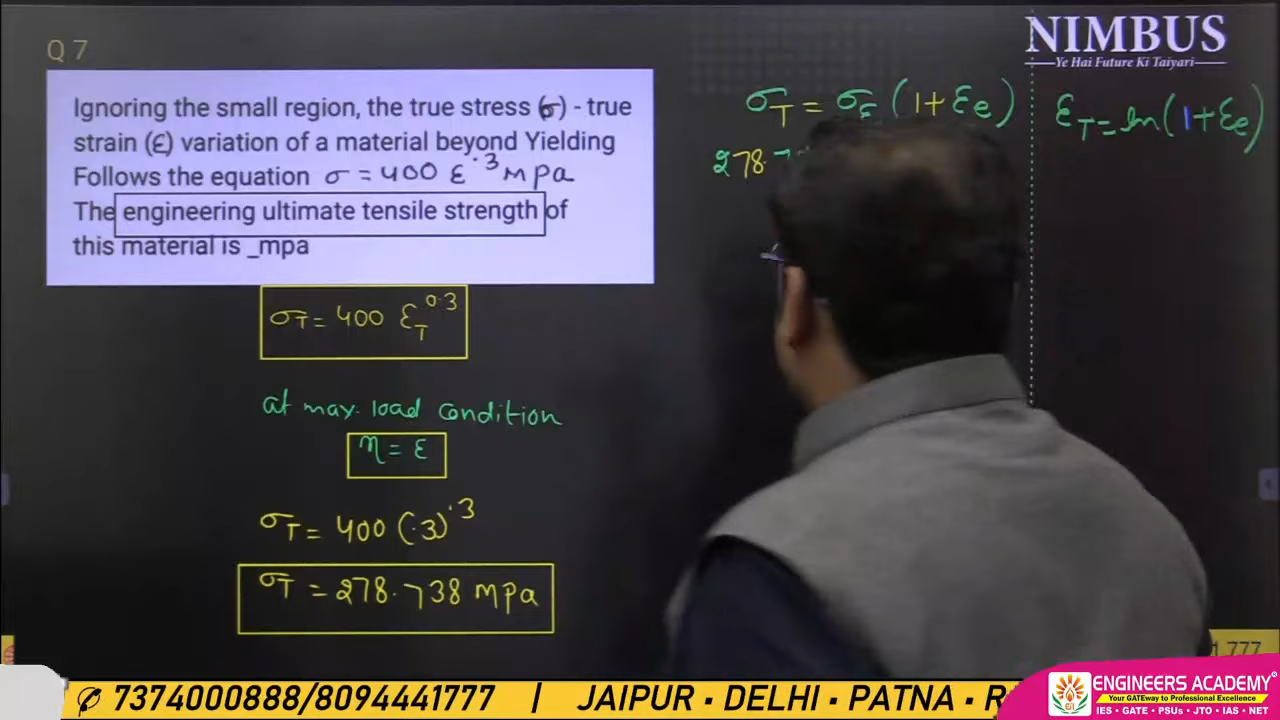 Q 7
NIMBUS
Ye Hai Future Ki Taiyari
Ignoring the small region, the true stress (σ) - true
strain (ε) variation of a material beyond Yielding
Follows the equation σ = 400 ε^.3 mpa
The engineering ultimate tensile strength of
this material is _mpa
σT = 400 εT^0.3
at max. load condition
η = ε
σT = 400 (.3)^.3
σT = 278.738 mpa
σT = σE (1 + εe)
278.7
εT = ln(1 + εe)
7374000888/8094441777 | JAIPUR • DELHI • PATNA • R
ENGINEERS ACADEMY
Your GATEway to Professional Excellence
IES • GATE • PSUs • JTO • IAS • NET